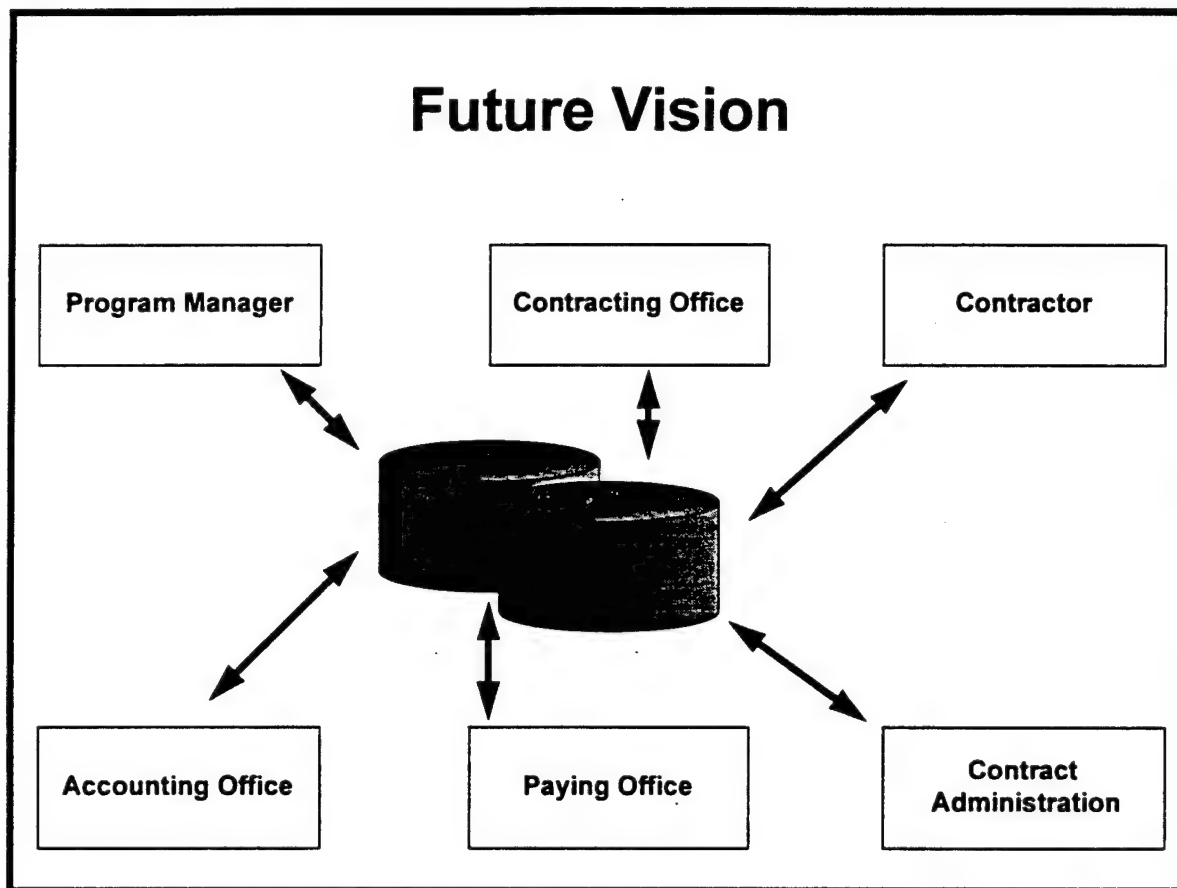 Future Vision
Program Manager
Contracting Office
Contractor
Accounting Office
Paying Office
Contract
Administration